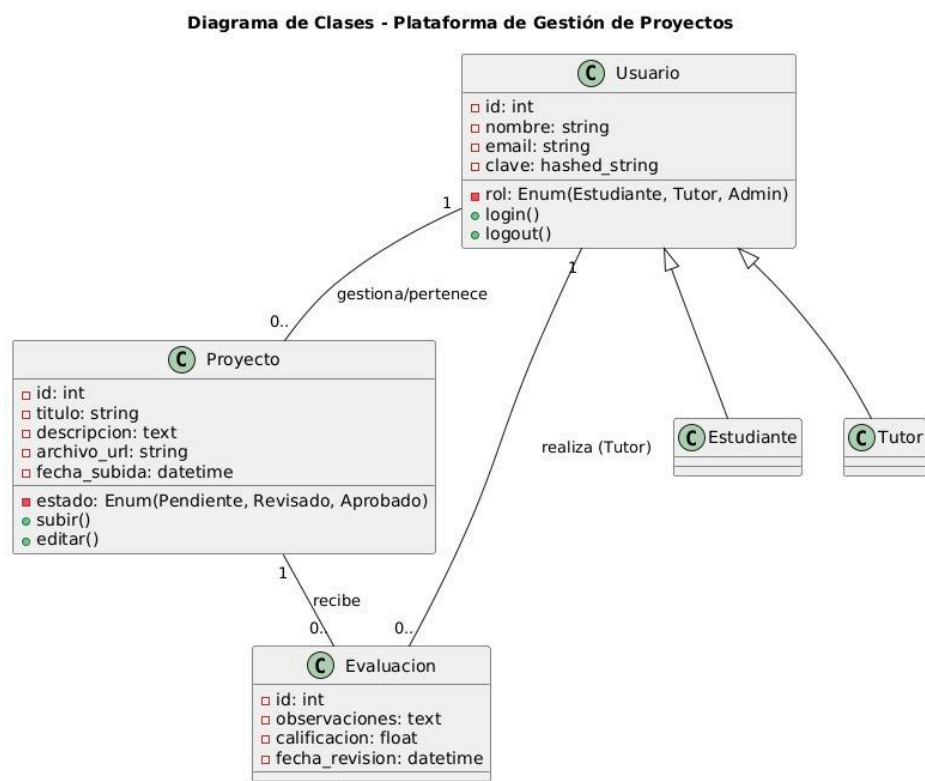 Diagrama de Clases - Plataforma de Gestión de Proyectos
C Usuario
id: int
nombre: string
email: string
clave: hashed_string
rol: Enum(Estudiante, Tutor, Admin)
login()
logout()
1
1
gestiona/pertenece
0..
C Proyecto
id: int
titulo: string
descripcion: text
archivo_url: string
fecha_subida: datetime
estado: Enum(Pendiente, Revisado, Aprobado)
subir()
editar()
C Estudiante
C Tutor
realiza (Tutor)
1
recibe
0..
0..
C Evaluacion
id: int
observaciones: text
calificacion: float
fecha_revision: datetime